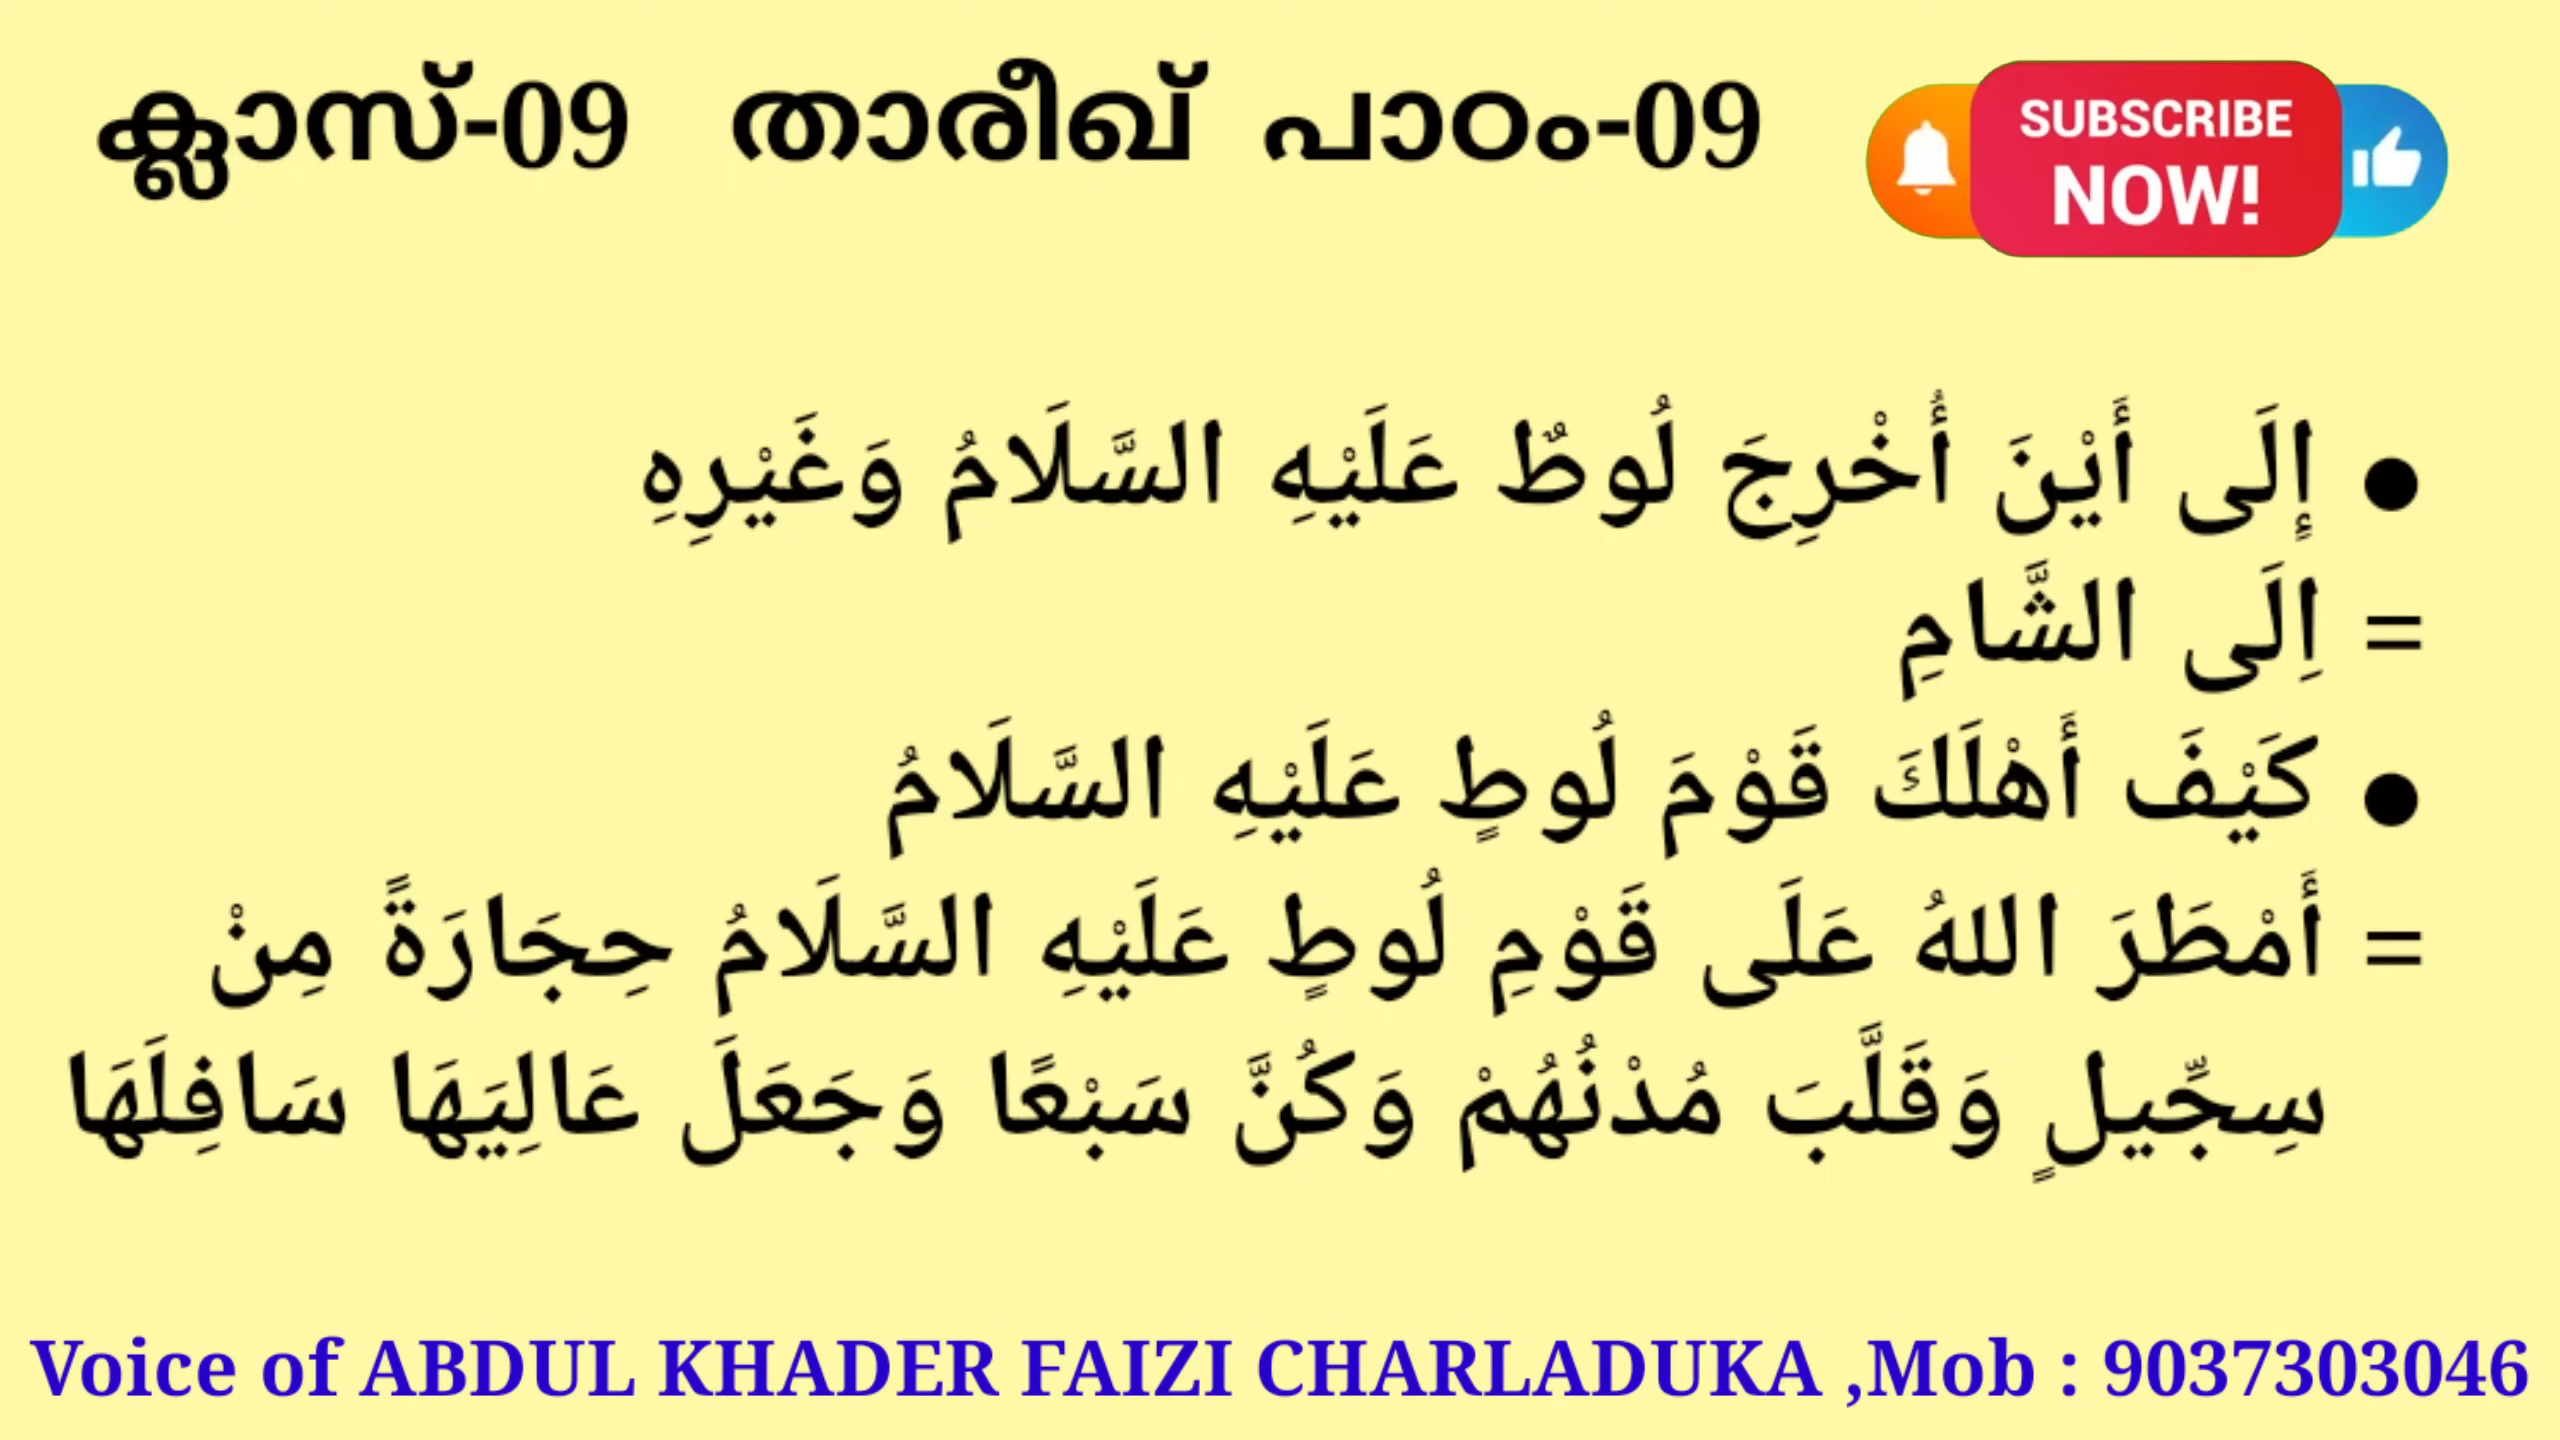 ക്ലാസ്-09 താരീഖ് പാഠം-09
SUBSCRIBE
NOW!
● إِلَى أَيْنَ أَخْرِجَ لُوطٌ عَلَيْهِ السَّلَامُ وَغَيْرِهِ
= اِلَى الشَّامِ
● كَيْفَ أَهْلَكَ قَوْمَ لُوطٍ عَلَيْهِ السَّلَامُ
= أَمْطَرَ اللهُ عَلَى قَوْمِ لُوطٍ عَلَيْهِ السَّلَامُ حِجَارَةً مِنْ
سِجِّيلٍ وَقَلَّبَ مُدْنُهُمْ وَكُنَّ سَبْعًا وَجَعَلَ عَالِيَهَا سَافِلَهَا
Voice of ABDUL KHADER FAIZI CHARLADUKA ,Mob : 9037303046